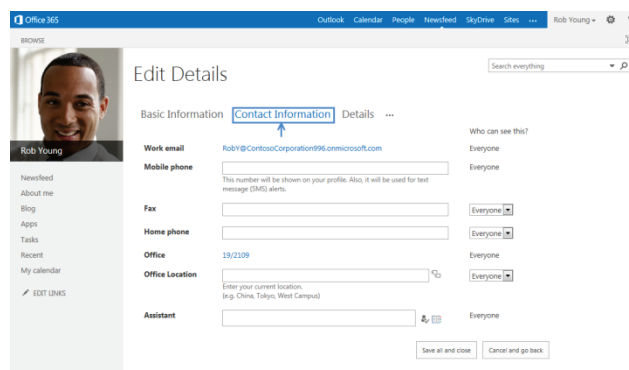 Office 365 Outlook Calendar People Newsfeed SkyDrive Sites ... Rob Young
BROWSE
Edit Details
Search everything
Basic Information Contact Information Details ...
Who can see this?
Rob Young
Work email RobY@ContosoCorporation996.onmicrosoft.com Everyone
Mobile phone Everyone
This number will be shown on your profile. Also, it will be used for text
message (SMS) alerts.
Newsfeed
About me
Blog
Apps
Tasks
Recent
My calendar
EDIT LINKS
Fax Everyone
Home phone Everyone
Office 19/2109 Everyone
Office Location Everyone
Enter your current location.
(e.g. China, Tokyo, West Campus)
Assistant Everyone
Save all and close Cancel and go back